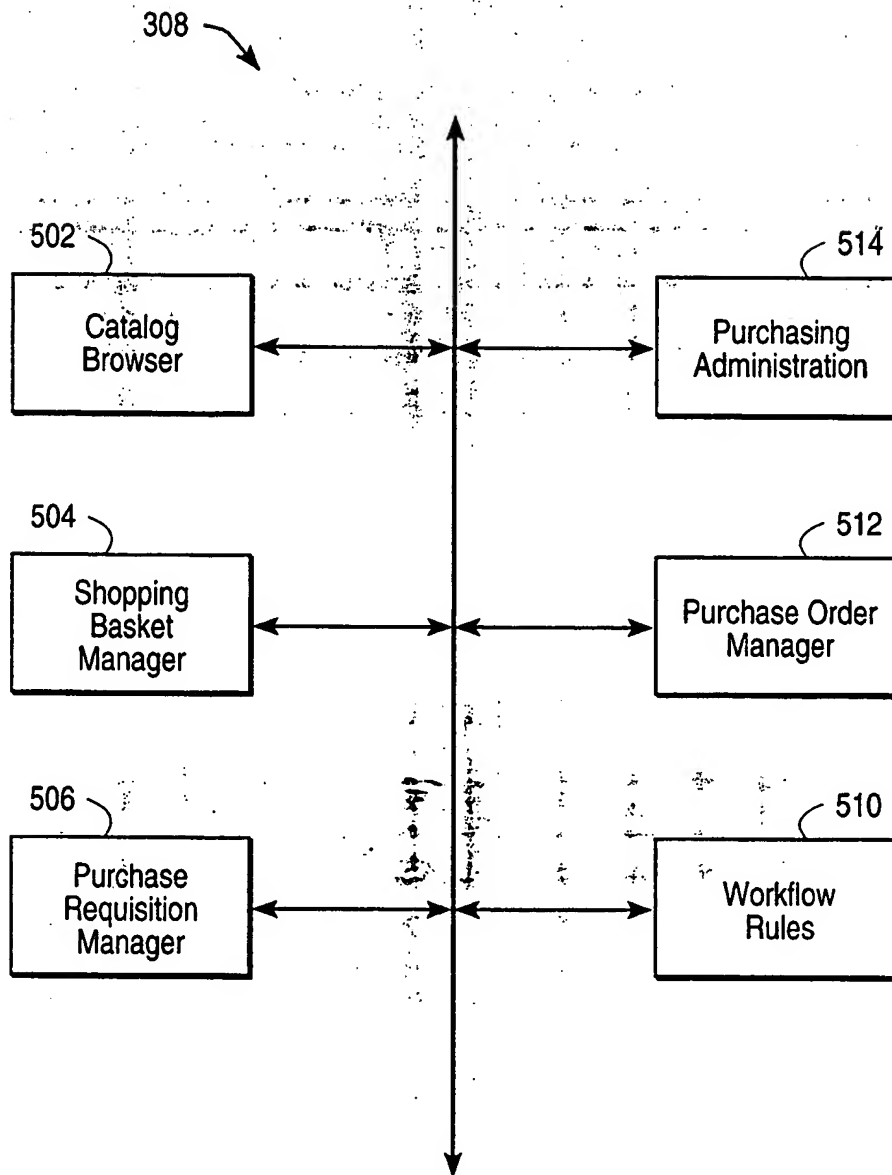 308
502
Catalog
Browser
514
Purchasing
Administration
504
Shopping
Basket
Manager
512
Purchase Order
Manager
506
Purchase
Requisition
Manager
510
Workflow
Rules